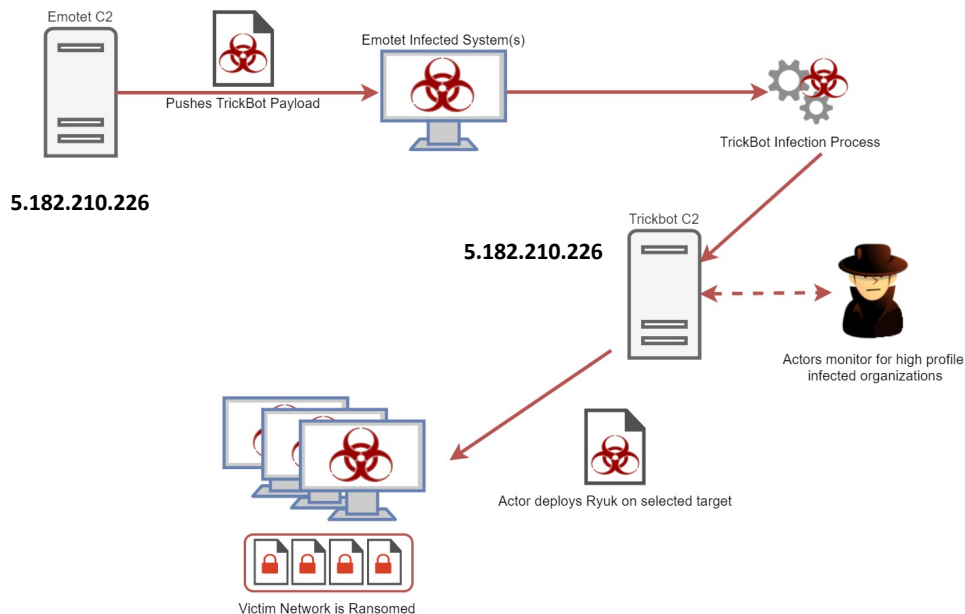 Emotet C2
Pushes TrickBot Payload
Emotet Infected System(s)
TrickBot Infection Process
5.182.210.226
Trickbot C2
5.182.210.226
Actors monitor for high profile
infected organizations
Actor deploys Ryuk on selected target
Victim Network is Ransomed